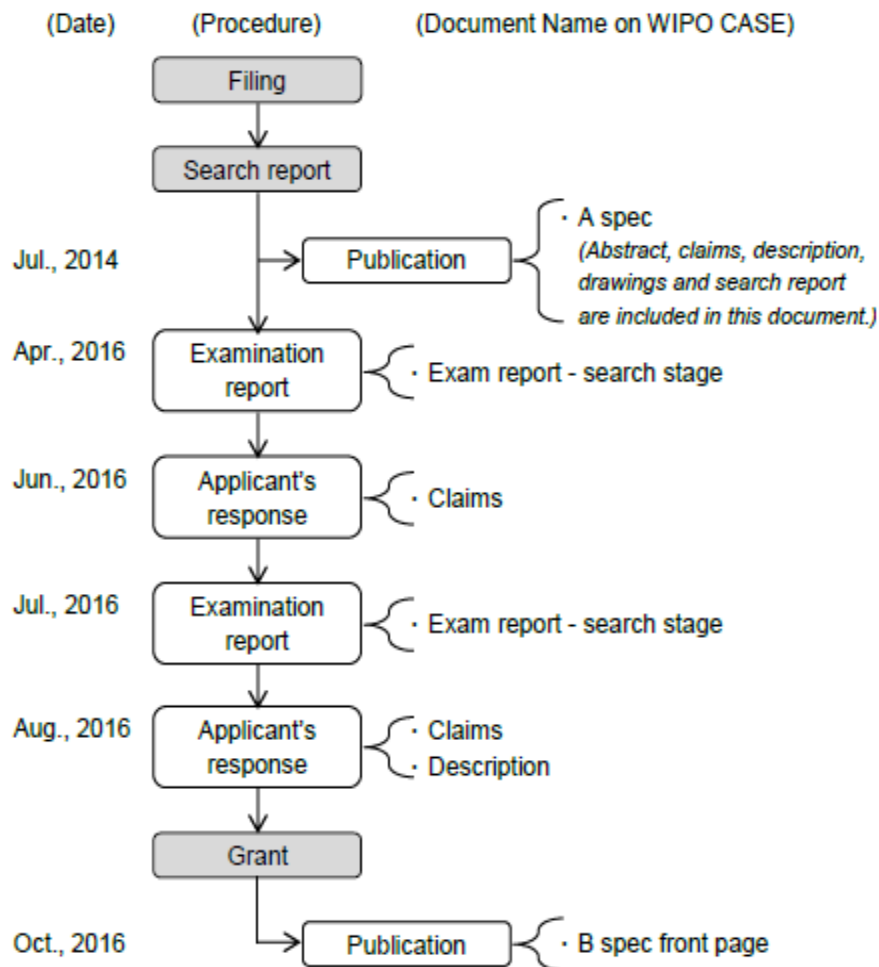 (Date) (Procedure) (Document Name on WIPO CASE)
Filing
Search report
Jul., 2014 Publication · A spec
(Abstract, claims, description,
drawings and search report
are included in this document.)
Apr., 2016 Examination
report · Exam report - search stage
Jun., 2016 Applicant's
response · Claims
Jul., 2016 Examination
report · Exam report - search stage
Aug., 2016 Applicant's
response · Claims
· Description
Grant
Oct., 2016 Publication · B spec front page